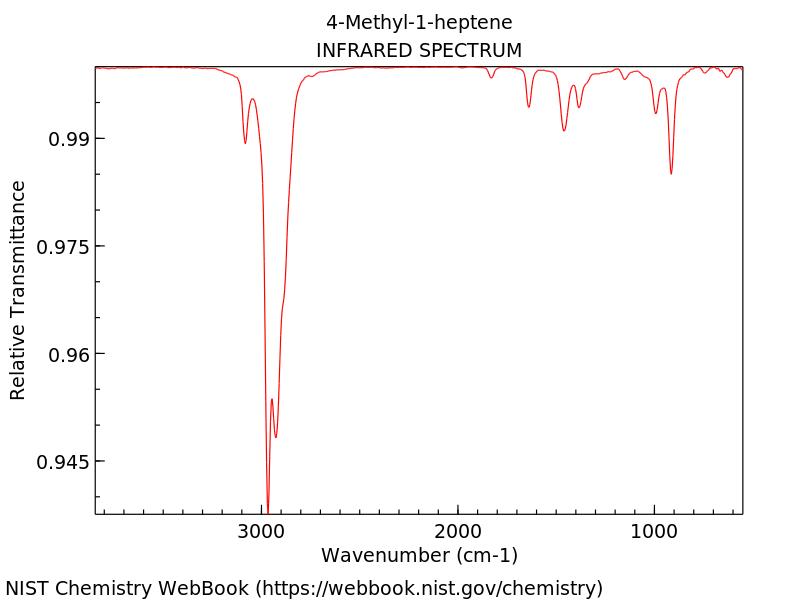 4-Methyl-1-heptene
INFRARED SPECTRUM
0.99
0.975
0.96
0.945
Relative Transmittance
3000 2000 1000
Wavenumber (cm-1)
NIST Chemistry WebBook (https://webbook.nist.gov/chemistry)